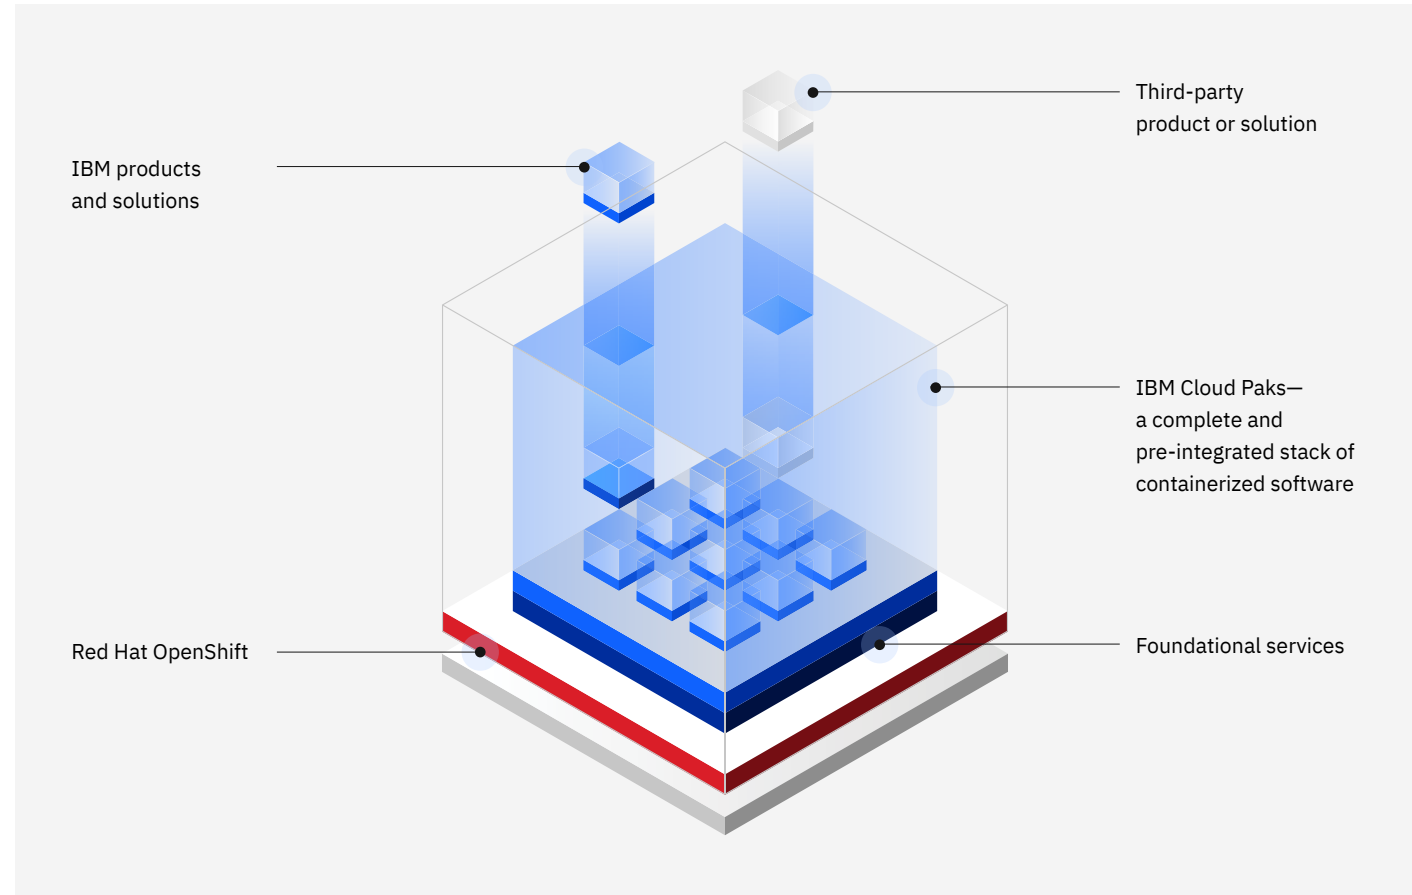 Third-party
product or solution
IBM products
and solutions
IBM Cloud Paks—
a complete and
pre-integrated stack of
containerized software
Red Hat OpenShift
Foundational services